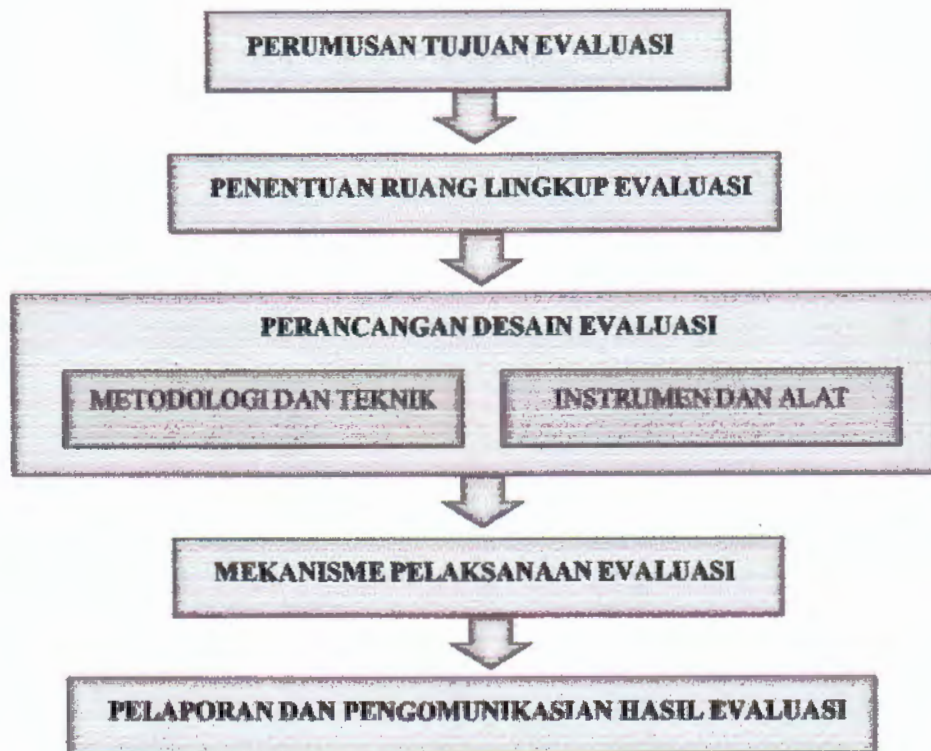 PERUMUSAN TUJUAN EVALUASI
PENENTUAN RUANG LINGKUP EVALUASI
PERANCANGAN DESAIN EVALUASI
METODOLOGI DAN TEKNIK
INSTRUMEN DAN ALAT
MEKANISME PELAKSANAAN EVALUASI
PELAPORAN DAN PENGOMUNIKASIAN HASIL EVALUASI